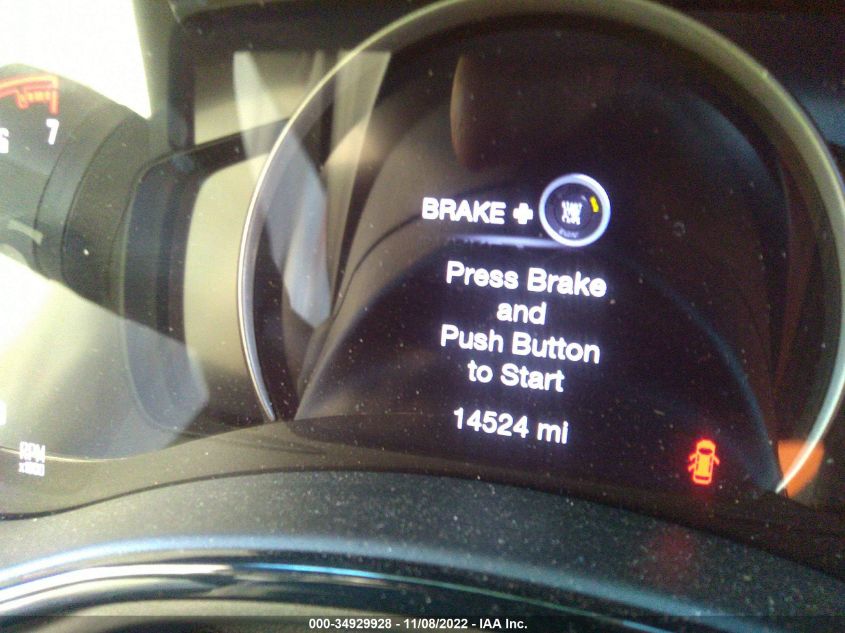 7
BRAKE +
Press Brake
and
Push Button
to Start
14524 mi
RPM
x1000
000-34929928 - 11/08/2022 - IAA Inc.